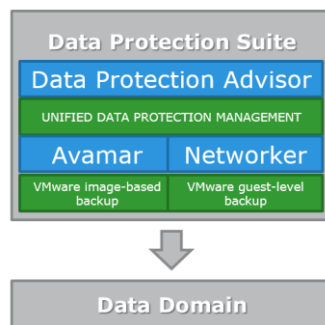 Data Protection Suite
Data Protection Advisor
UNIFIED DATA PROTECTION MANAGEMENT
Avamar
Networker
VMware image-based
backup
VMware guest-level
backup
Data Domain